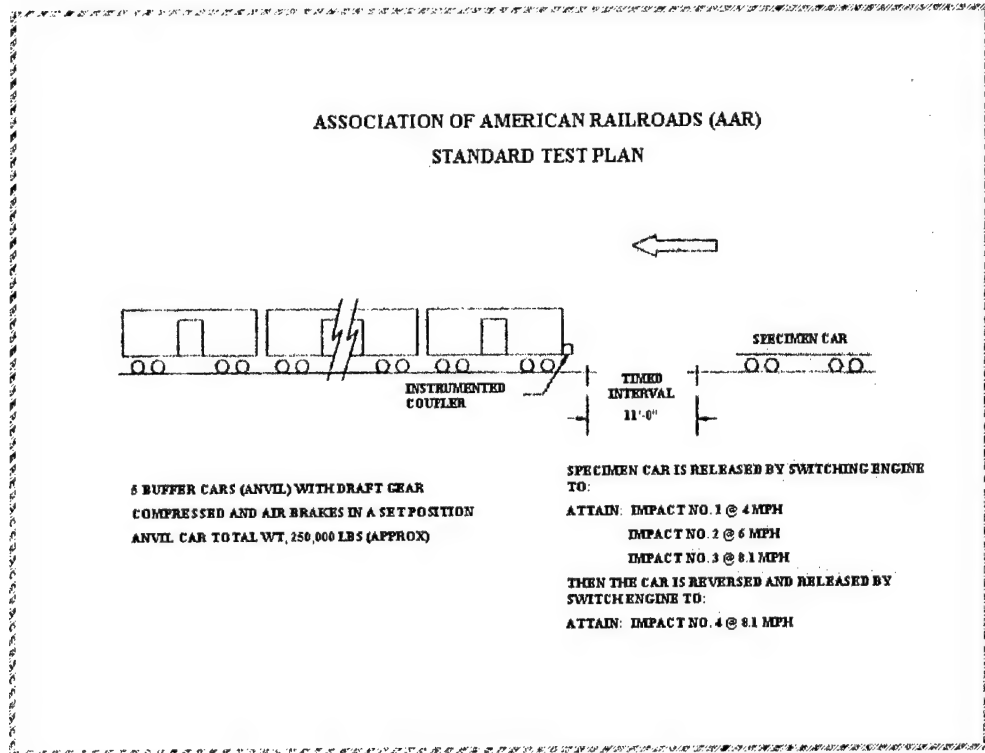 ASSOCIATION OF AMERICAN RAILROADS (AAR)
STANDARD TEST PLAN
SPECIMEN CAR
INSTRUMENTED
COUPLER
TIMED
INTERVAL
11'-0"
5 BUFFER CARS (ANVIL) WITH DRAFT GEAR
COMPRESSED AND AIR BRAKES IN A SET POSITION
ANVIL CAR TOTAL WT, 250,000 LBS (APPROX)
SPECIMEN CAR IS RELEASED BY SWITCHING ENGINE
TO:
ATTAIN: IMPACT NO. 1 @ 4 MPH
IMPACT NO. 2 @ 6 MPH
IMPACT NO. 3 @ 8.1 MPH
THEN THE CAR IS REVERSED AND RELEASED BY
SWITCH ENGINE TO:
ATTAIN: IMPACT NO. 4 @ 8.1 MPH